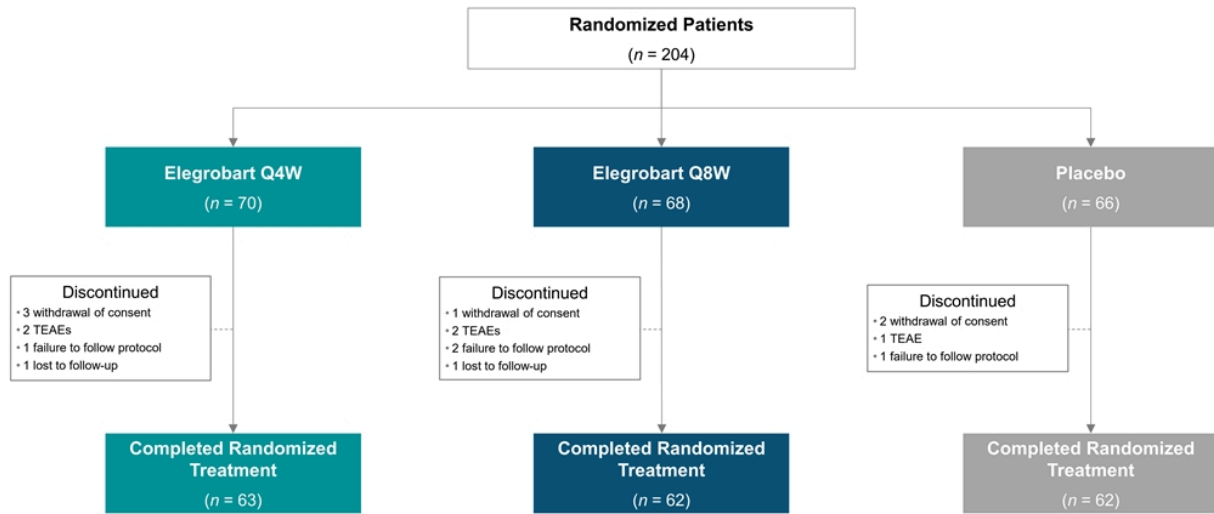 Randomized Patients
(n = 204)
Elegrobart Q4W
(n = 70)
Elegrobart Q8W
(n = 68)
Placebo
(n = 66)
Discontinued
• 3 withdrawal of consent
• 2 TEAEs
• 1 failure to follow protocol
• 1 lost to follow-up
Discontinued
• 1 withdrawal of consent
• 2 TEAEs
• 2 failure to follow protocol
• 1 lost to follow-up
Discontinued
• 2 withdrawal of consent
• 1 TEAE
• 1 failure to follow protocol
Completed Randomized
Treatment
(n = 63)
Completed Randomized
Treatment
(n = 62)
Completed Randomized
Treatment
(n = 62)